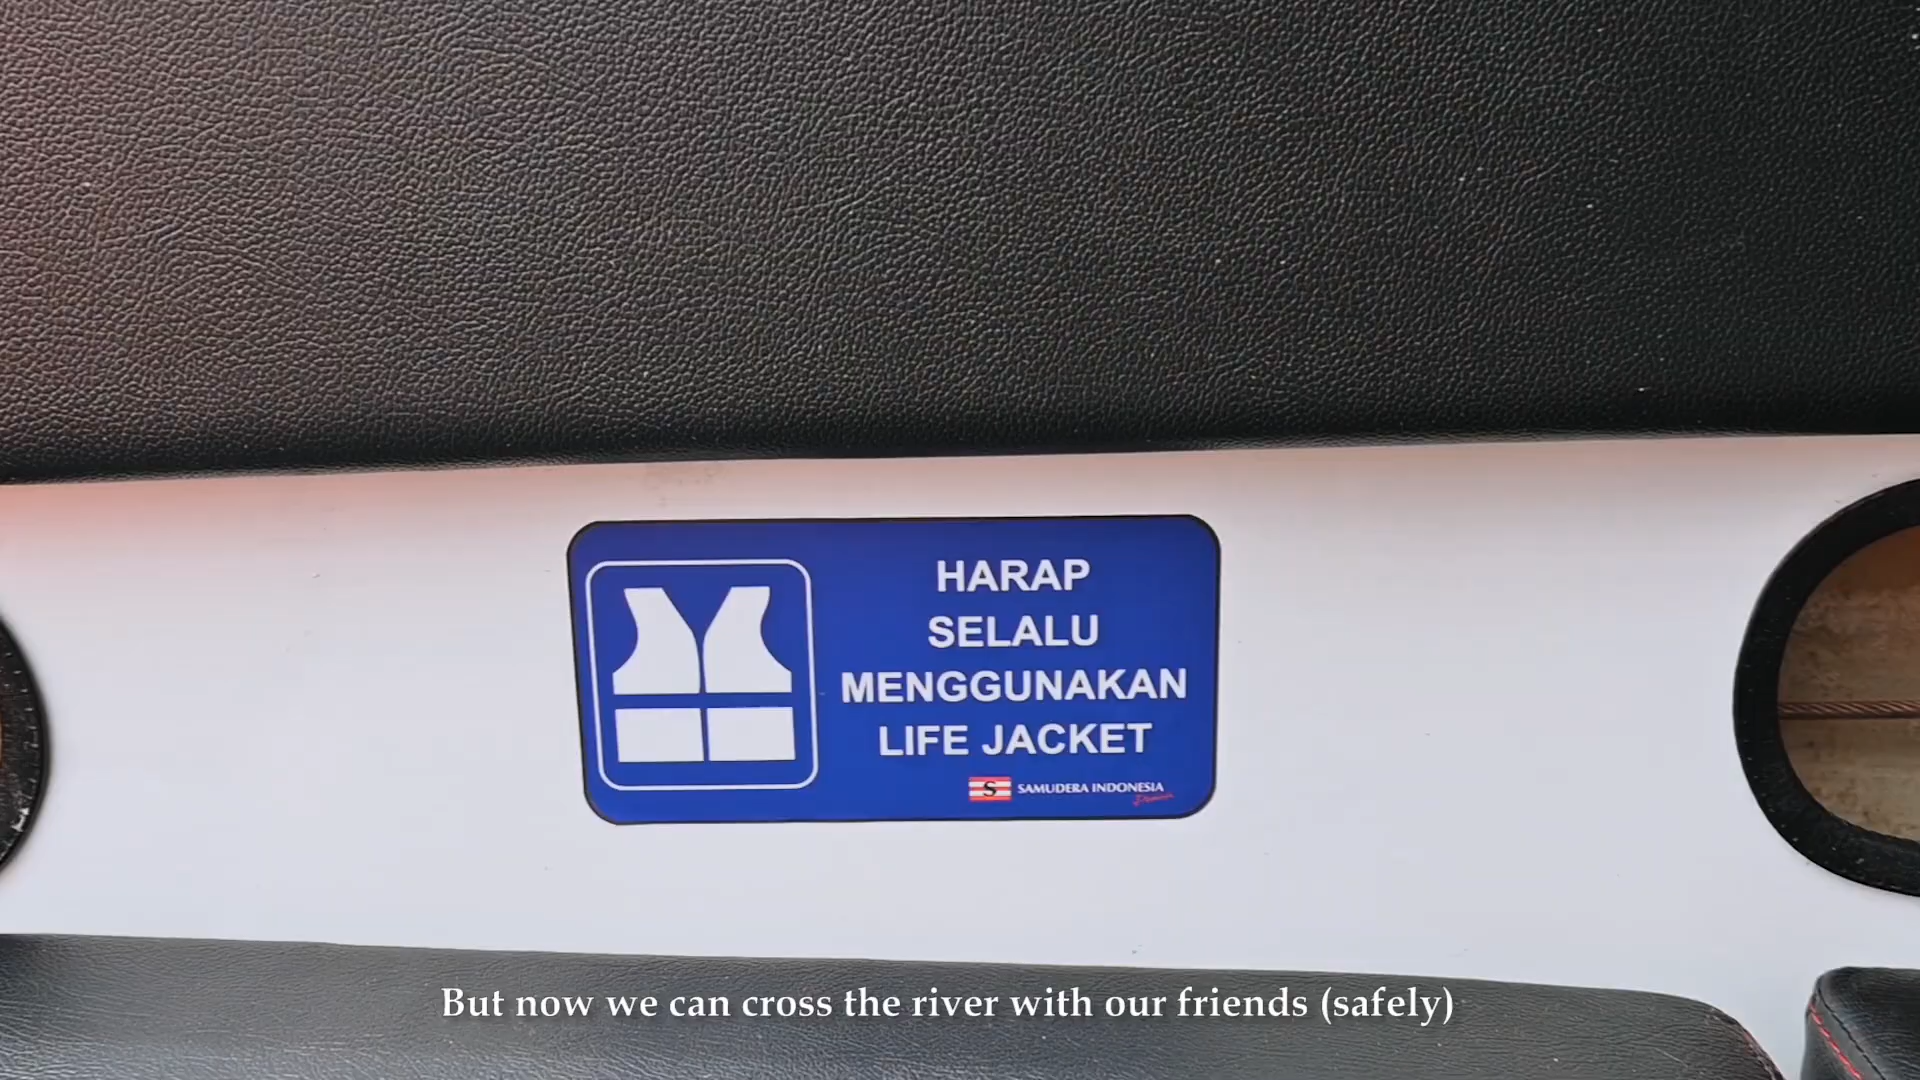 HARAP
SELALU
MENGGUNAKAN
LIFE JACKET
S SAMUDERA INDONESIA
But now we can cross the river with our friends (safely)